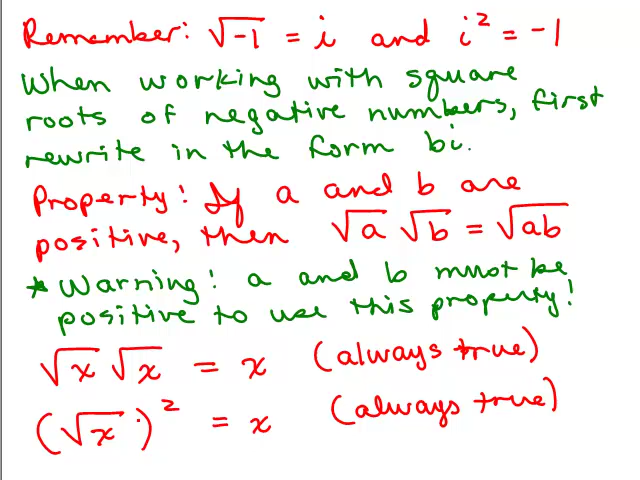 Remember: √-1 = i and i² = -1
When working with square
roots of negative numbers, first
rewrite in the form bi.
Property: If a and b are
positive, then √a √b = √ab
* Warning! a and b must be
positive to use this property!
√x √x = x (always true)
(√x)² = x (always true)